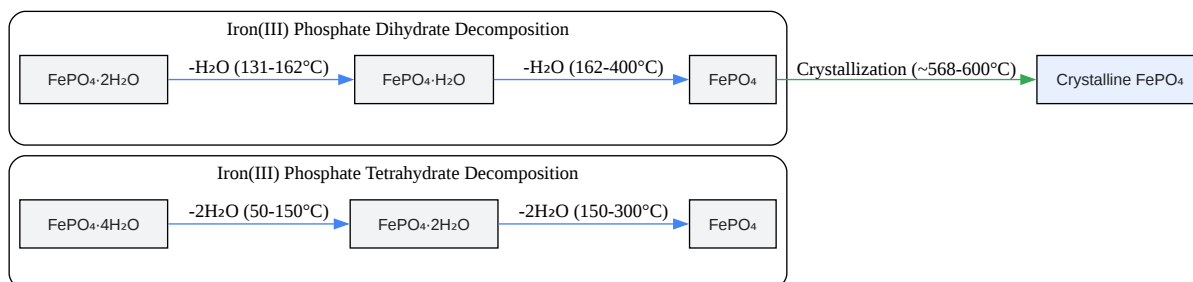 Iron(III) Phosphate Dihydrate Decomposition
FePO₄·2H₂O
-H₂O (131-162°C)
FePO₄·H₂O
-H₂O (162-400°C)
FePO₄
Crystallization (~568-600°C)
Crystalline FePO₄
Iron(III) Phosphate Tetrahydrate Decomposition
FePO₄·4H₂O
-2H₂O (50-150°C)
FePO₄·2H₂O
-2H₂O (150-300°C)
FePO₄